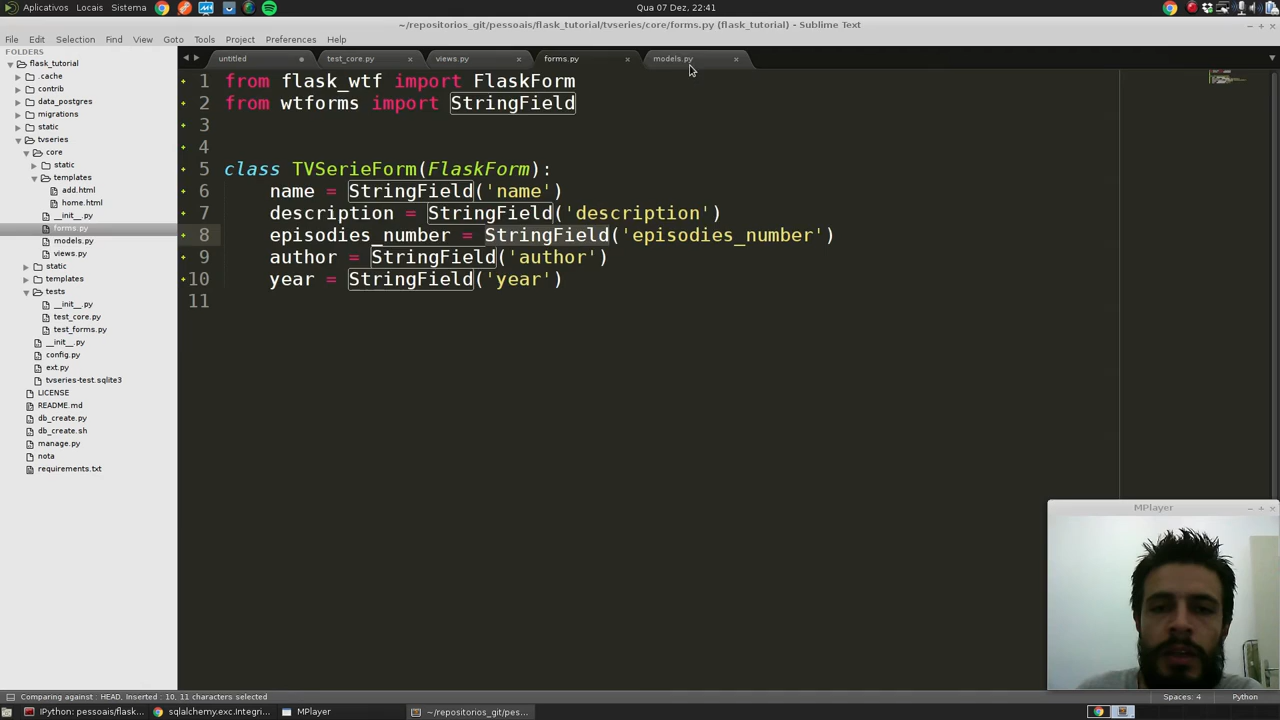 Aplicativos Locais Sistema
Qua 07 Dez, 22:41
~/repositorios_git/pessoais/flask_tutorial/tvseries/core/forms.py (flask_tutorial) - Sublime Text
File Edit Selection Find View Goto Tools Project Preferences Help
FOLDERS
flask_tutorial
.cache
contrib
data_postgres
migrations
static
tvseries
core
static
templates
add.html
home.html
__init__.py
forms.py
models.py
views.py
static
templates
tests
__init__.py
test_core.py
test_forms.py
__init__.py
config.py
ext.py
tvseries-test.sqlite3
LICENSE
README.md
db_create.py
db_create.sh
manage.py
nota
requirements.txt
untitled
test_core.py
views.py
forms.py
models.py
1 from flask_wtf import FlaskForm
2 from wtforms import StringField
3
4
5 class TVSerieForm(FlaskForm):
6 name = StringField('name')
7 description = StringField('description')
8 episodies_number = StringField('episodies_number')
9 author = StringField('author')
10 year = StringField('year')
11
MPlayer
Comparing against : HEAD, Inserted : 10, 11 characters selected
Spaces: 4
Python
IPython: pessoais/flask...
sqlalchemy.exc.Integri...
MPlayer
~/repositorios_git/pes...